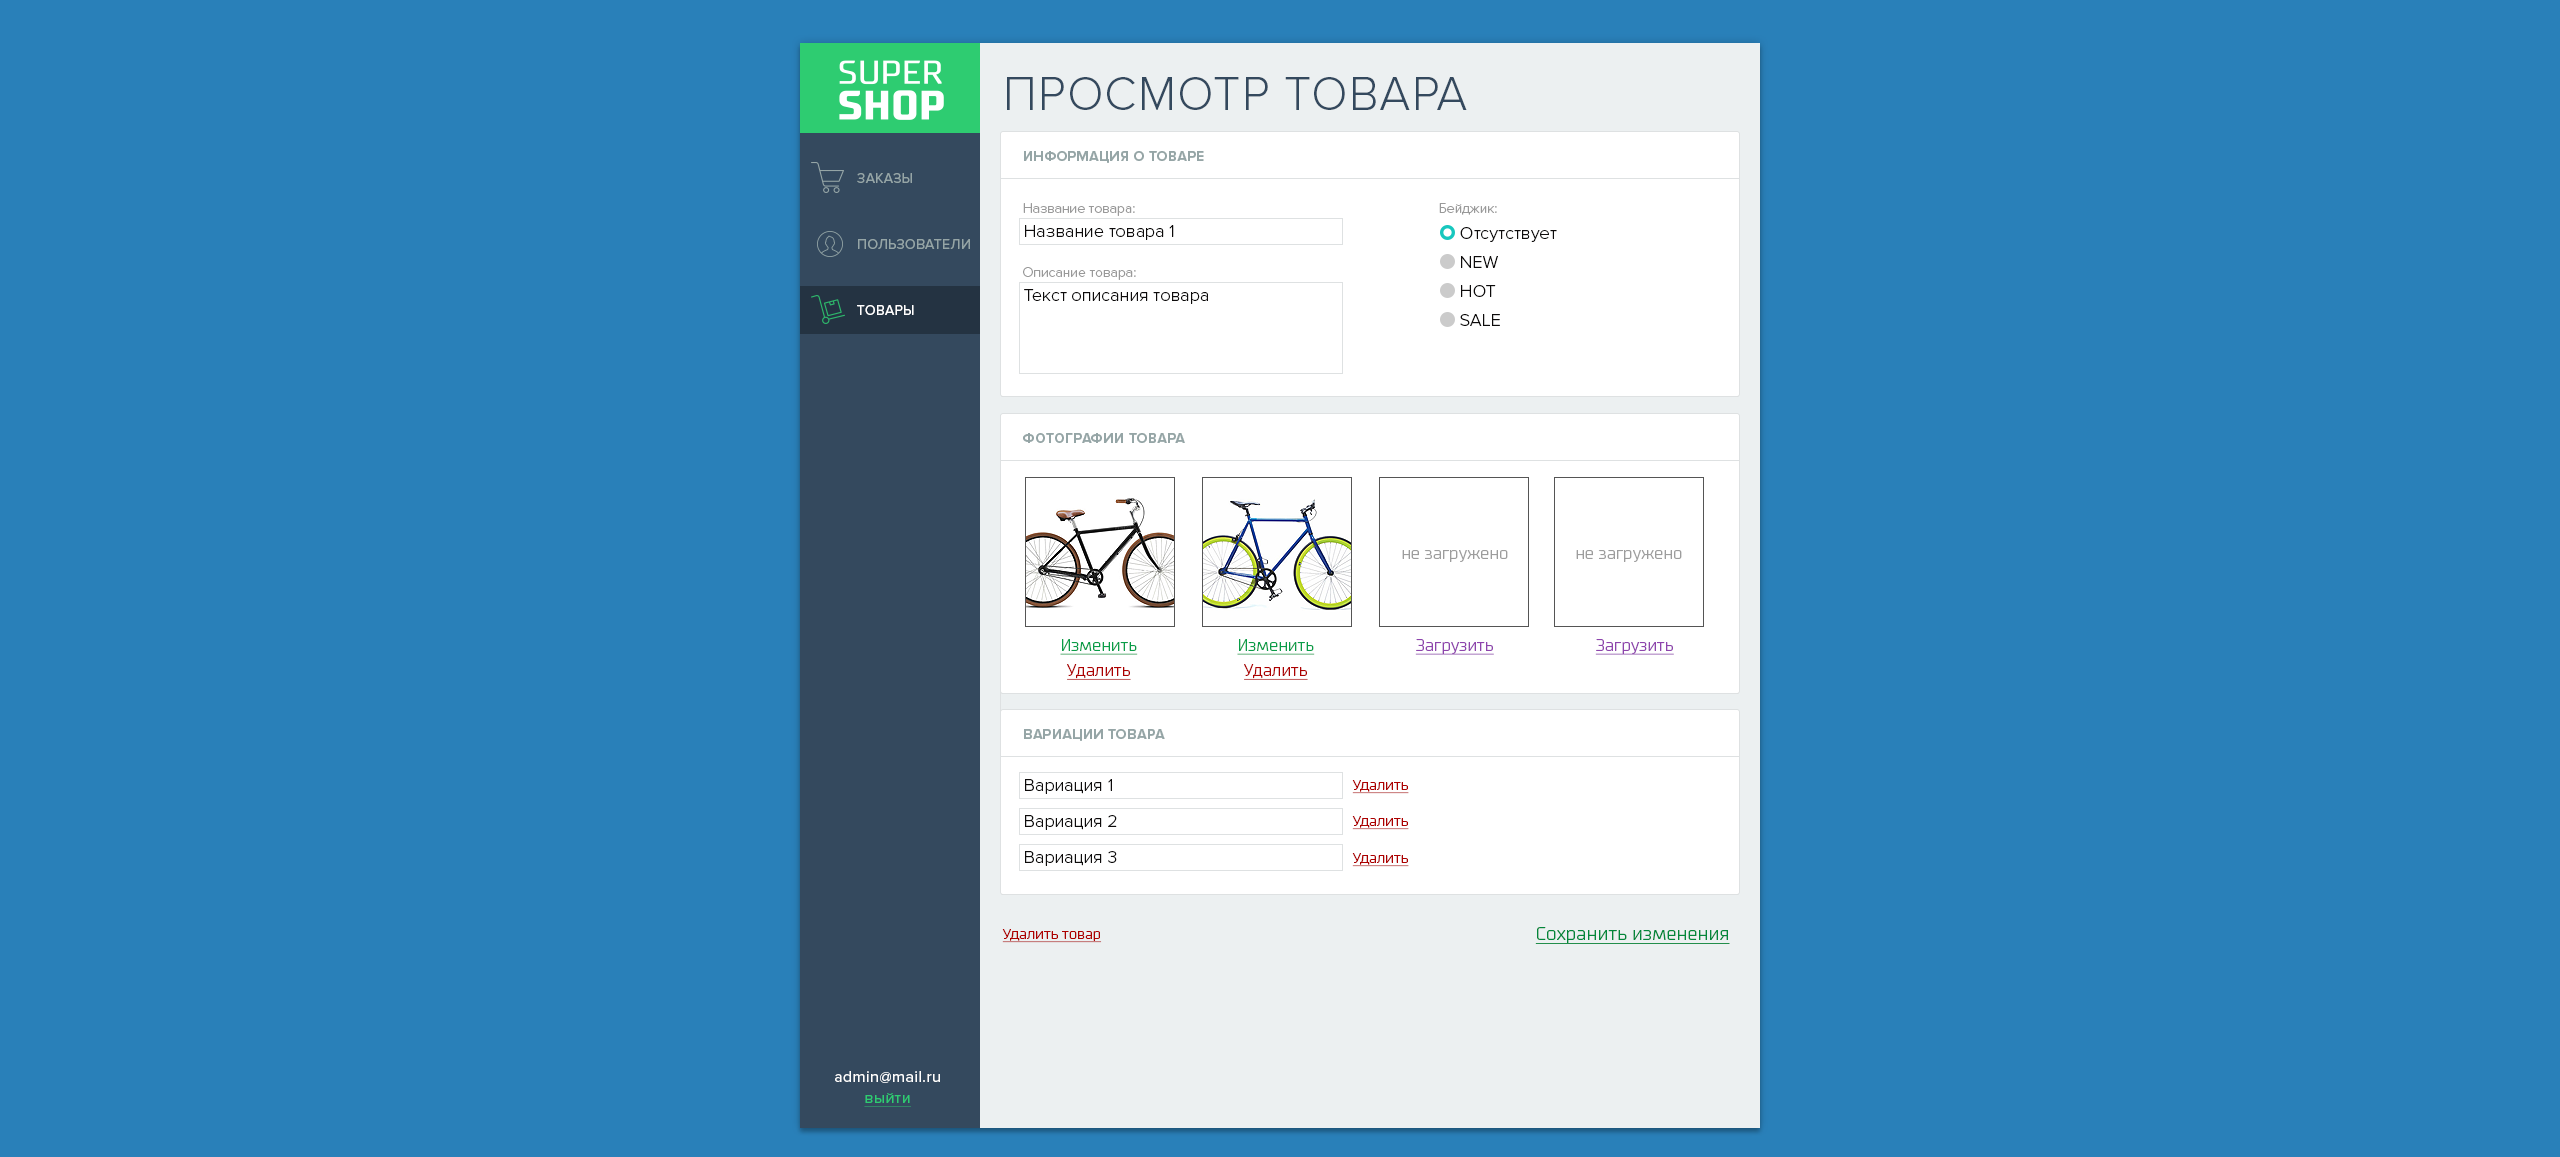 SUPER
SHOP
ЗАКАЗЫ
ПОЛЬЗОВАТЕЛИ
ТОВАРЫ
admin@mail.ru
выйти
ПРОСМОТР ТОВАРА
ИНФОРМАЦИЯ О ТОВАРЕ
Название товара:
Название товара 1
Описание товара:
Текст описания товара
Бейджик:
Отсутствует
NEW
HOT
SALE
ФОТОГРАФИИ ТОВАРА
не загружено
не загружено
Изменить
Удалить
Изменить
Удалить
Загрузить
Загрузить
ВАРИАЦИИ ТОВАРА
Вариация 1 Удалить
Вариация 2 Удалить
Вариация 3 Удалить
Удалить товар
Сохранить изменения